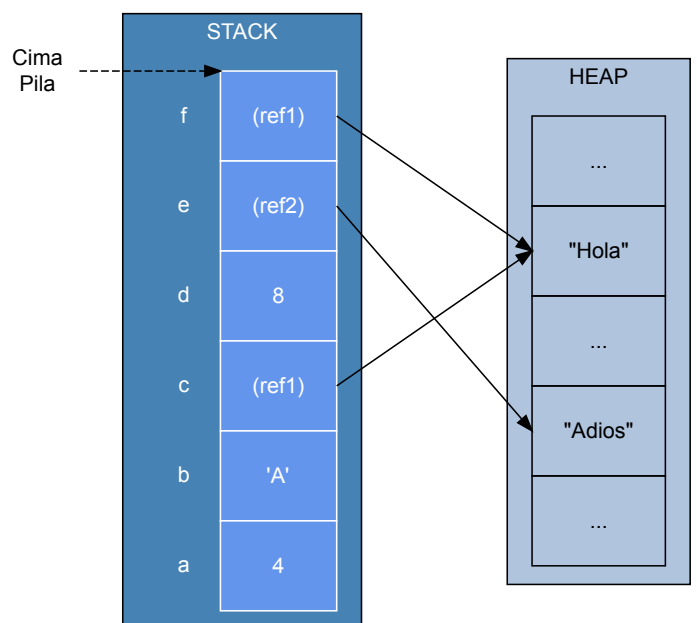 STACK
Cima
Pila
HEAP
f (ref1)
...
e (ref2)
"Hola"
d 8
...
c (ref1)
"Adios"
b 'A'
...
a 4